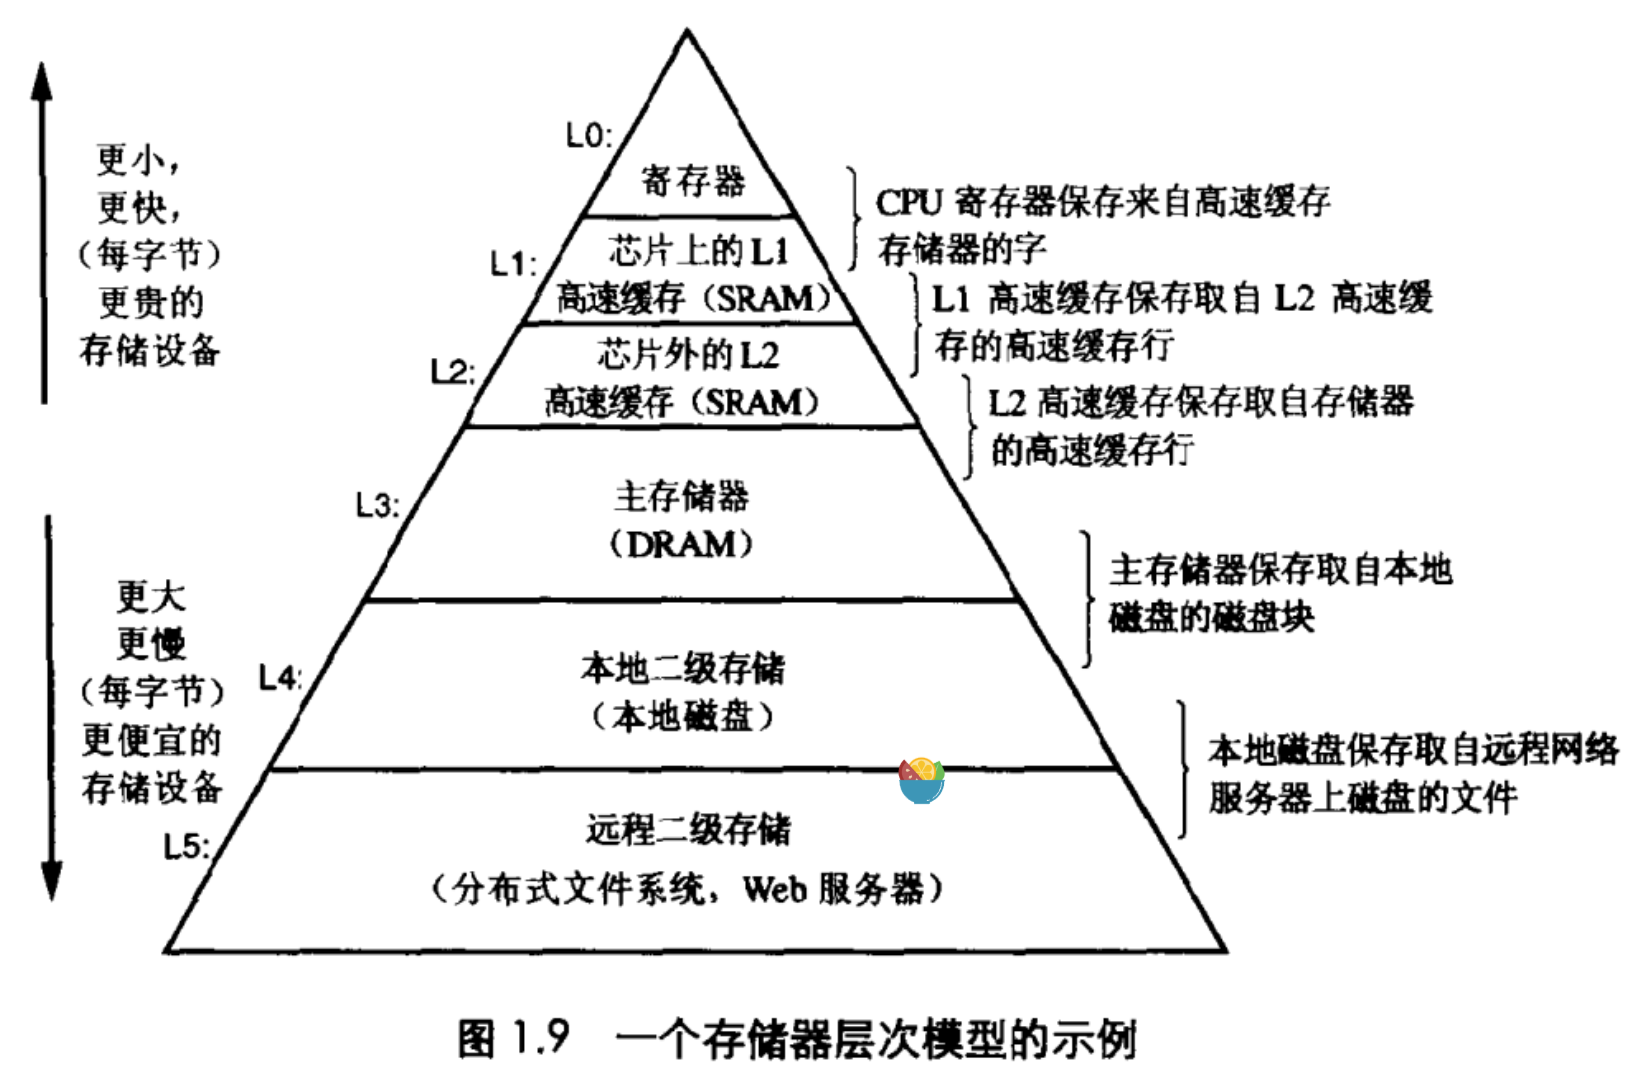 更小，
更快，
（每字节）
更贵的
存储设备
更大
更慢
（每字节）
更便宜的
存储设备
L0:
寄存器
L1:
芯片上的L1
高速缓存（SRAM）
L2:
芯片外的L2
高速缓存（SRAM）
L3:
主存储器
（DRAM）
L4:
本地二级存储
（本地磁盘）
L5:
远程二级存储
（分布式文件系统，Web 服务器）
CPU 寄存器保存来自高速缓存
存储器的字
L1 高速缓存保存取自 L2 高速缓
存的高速缓存行
L2 高速缓存保存取自存储器
的高速缓存行
主存储器保存取自本地
磁盘的磁盘块
本地磁盘保存取自远程网络
服务器上磁盘的文件
图 1.9 一个存储器层次模型的示例